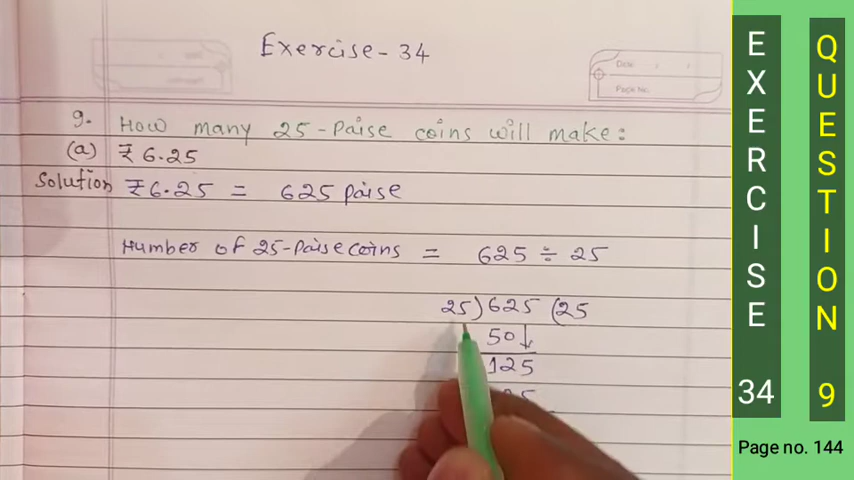 Exercise - 34
Date
Page No.
9. How many 25-Paise coins will make:
(a) ₹ 6.25
Solution ₹ 6.25 = 625 Paise
Number of 25-Paise coins = 625 ÷ 25
25) 625 (25
50↓
125
EXERCISE
34
QUESTION
9
Page no. 144